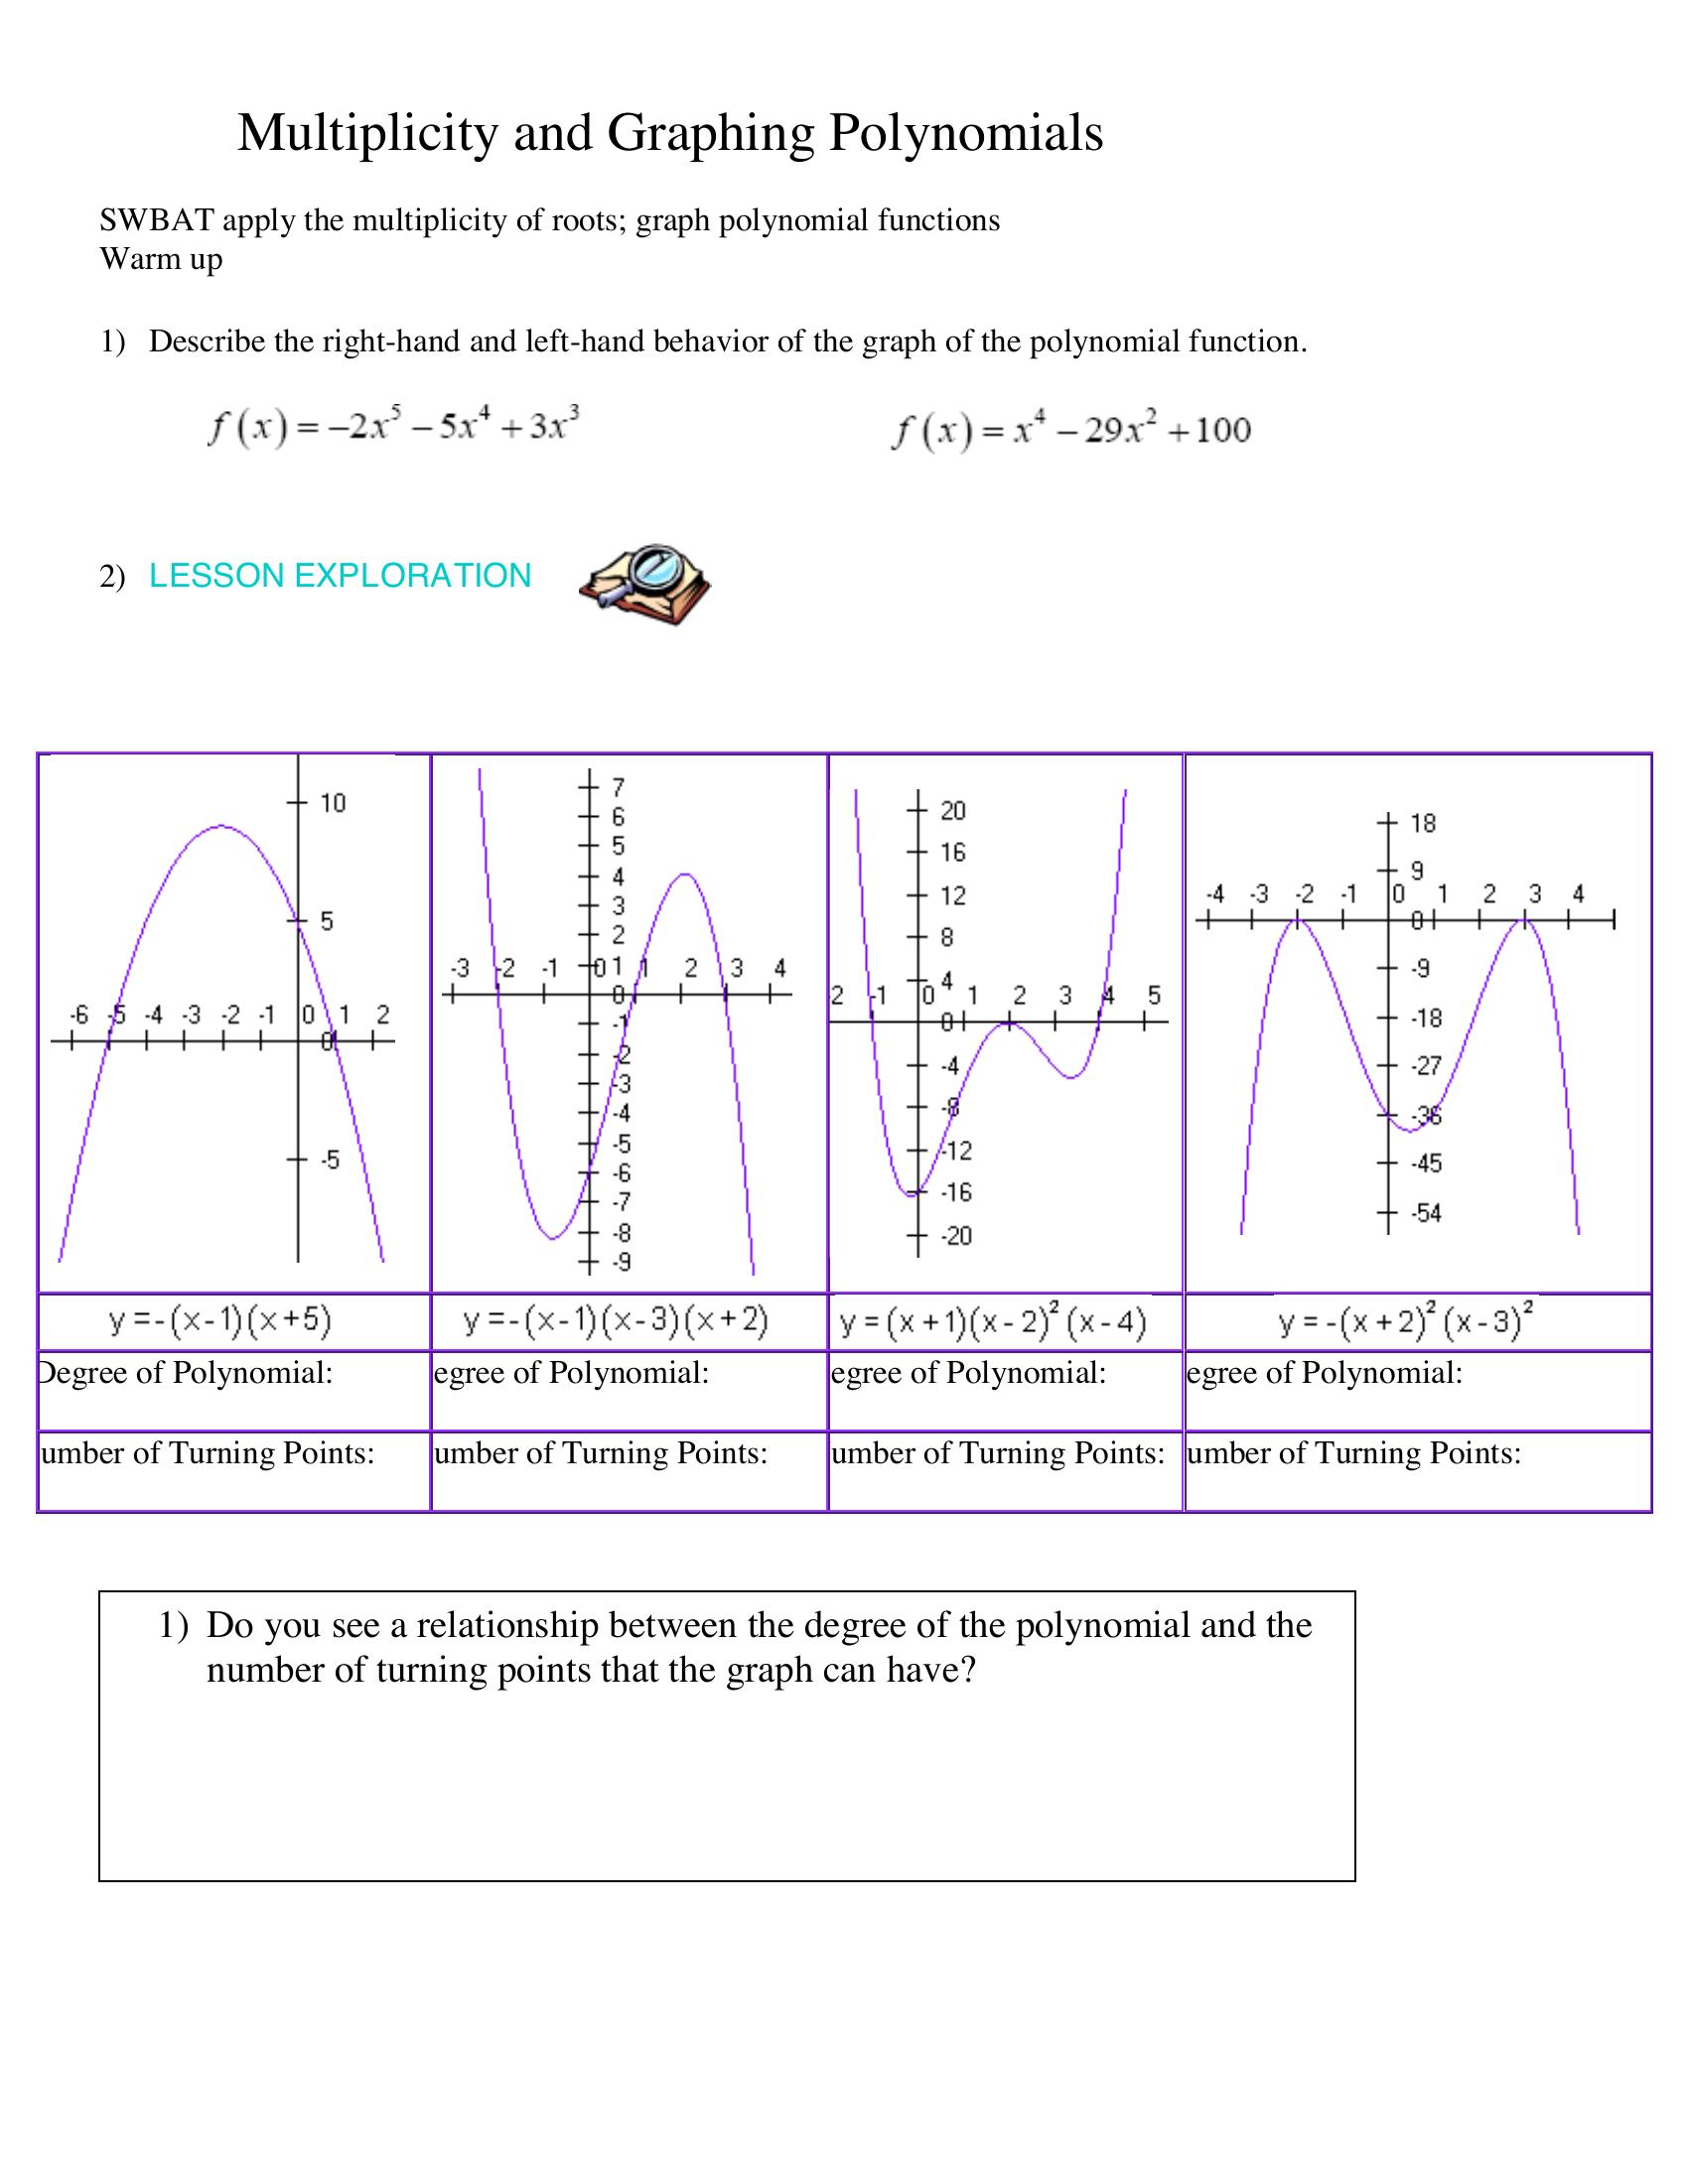 Multiplicity and Graphing Polynomials
SWBAT apply the multiplicity of roots; graph polynomial functions
Warm up
1) Describe the right-hand and left-hand behavior of the graph of the polynomial function.
f(x) = −2x⁵ − 5x⁴ + 3x³
f(x) = x⁴ − 29x² + 100
2) LESSON EXPLORATION
10
5
-6 -5 -4 -3 -2 -1 0 1 2
0
-5
7
6
5
4
3
2
-3 -2 -1 0 1 1 2 3 4
0
-1
-2
-3
-4
-5
-6
-7
-8
-9
20
16
12
8
4
2 -1 0 1 2 3 4 5
0
-4
-8
-12
-16
-20
18
9
-4 -3 -2 -1 0 1 2 3 4
0
-9
-18
-27
-36
-45
-54
y = -(x-1)(x+5)
y = -(x-1)(x-3)(x+2)
y = (x+1)(x-2)² (x-4)
y = -(x+2)² (x-3)²
Degree of Polynomial:
egree of Polynomial:
egree of Polynomial:
egree of Polynomial:
umber of Turning Points:
umber of Turning Points:
umber of Turning Points:
umber of Turning Points:
1) Do you see a relationship between the degree of the polynomial and the
number of turning points that the graph can have?